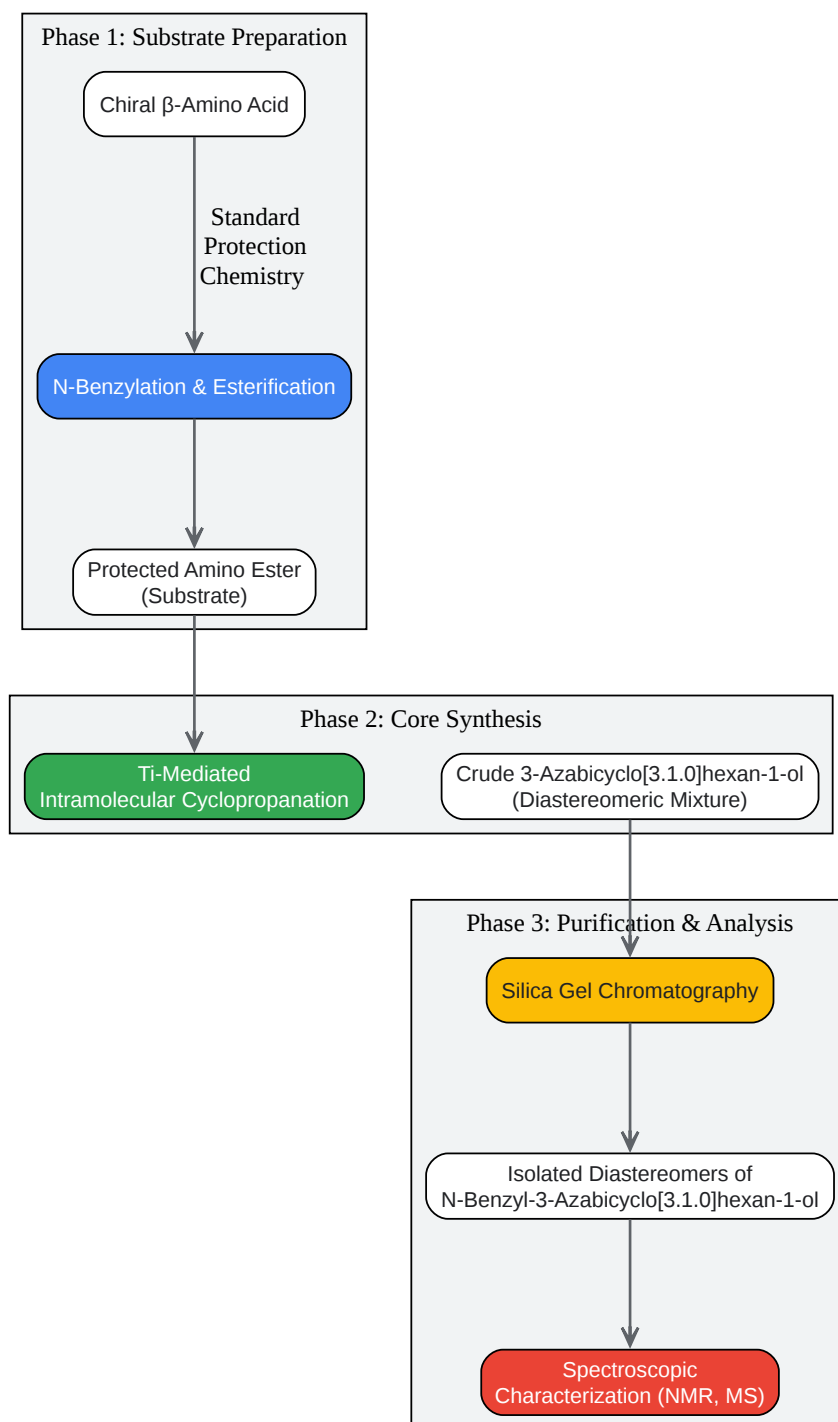 Phase 1: Substrate Preparation
Chiral β-Amino Acid
Standard
Protection
Chemistry
N-Benzylation & Esterification
Protected Amino Ester
(Substrate)
Phase 2: Core Synthesis
Ti-Mediated
Intramolecular Cyclopropanation
Crude 3-Azabicyclo[3.1.0]hexan-1-ol
(Diastereomeric Mixture)
Phase 3: Purification & Analysis
Silica Gel Chromatography
Isolated Diastereomers of
N-Benzyl-3-Azabicyclo[3.1.0]hexan-1-ol
Spectroscopic
Characterization (NMR, MS)